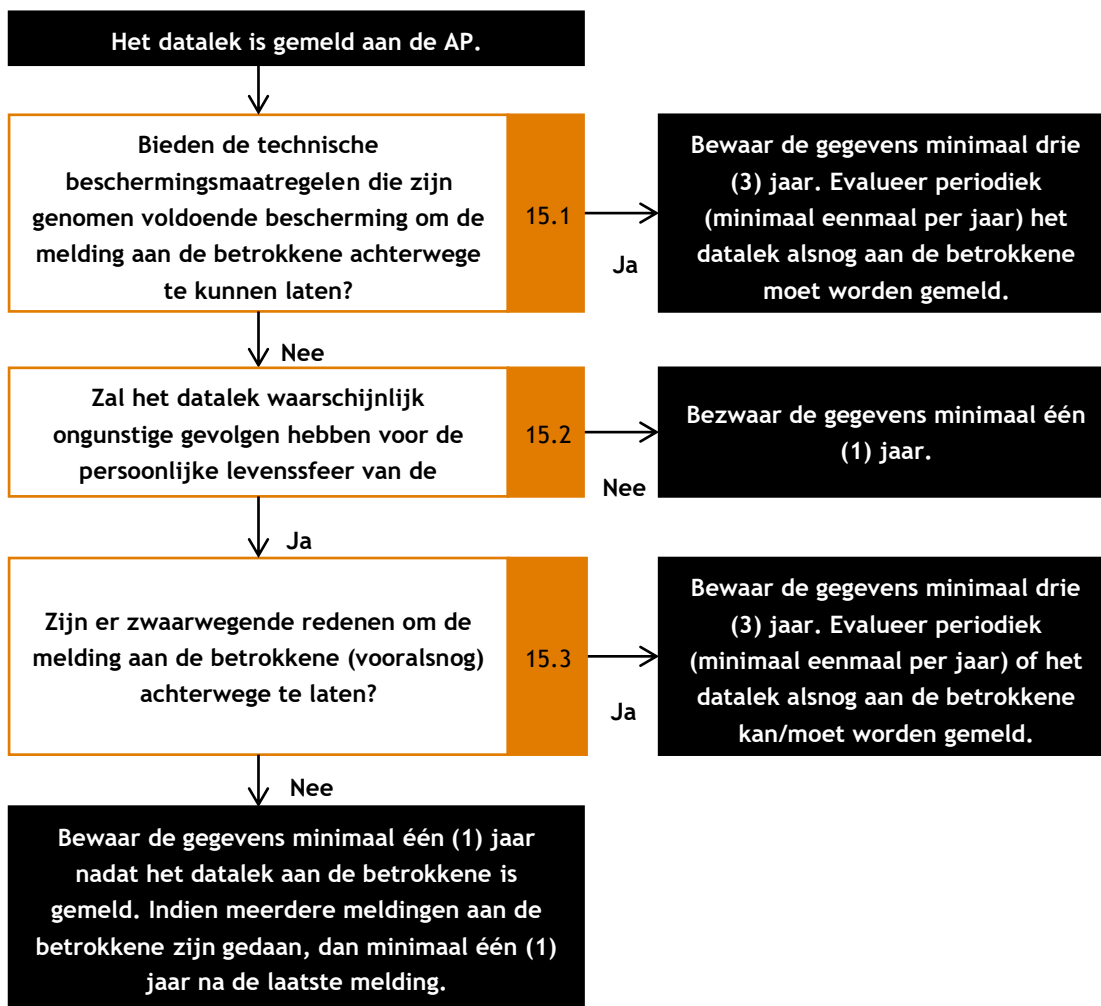 Het datalek is gemeld aan de AP.
Bieden de technische
beschermingsmaatregelen die zijn
genomen voldoende bescherming om de
melding aan de betrokkene achterwege
te kunnen laten?
15.1
Ja
Bewaar de gegevens minimaal drie
(3) jaar. Evalueer periodiek
(minimaal eenmaal per jaar) het
datalek alsnog aan de betrokkene
moet worden gemeld.
Nee
Zal het datalek waarschijnlijk
ongunstige gevolgen hebben voor de
persoonlijke levenssfeer van de
15.2
Nee
Bezwaar de gegevens minimaal één
(1) jaar.
Ja
Zijn er zwaarwegende redenen om de
melding aan de betrokkene (vooralsnog)
achterwege te laten?
15.3
Ja
Bewaar de gegevens minimaal drie
(3) jaar. Evalueer periodiek
(minimaal eenmaal per jaar) of het
datalek alsnog aan de betrokkene
kan/moet worden gemeld.
Nee
Bewaar de gegevens minimaal één (1) jaar
nadat het datalek aan de betrokkene is
gemeld. Indien meerdere meldingen aan de
betrokkene zijn gedaan, dan minimaal één (1)
jaar na de laatste melding.